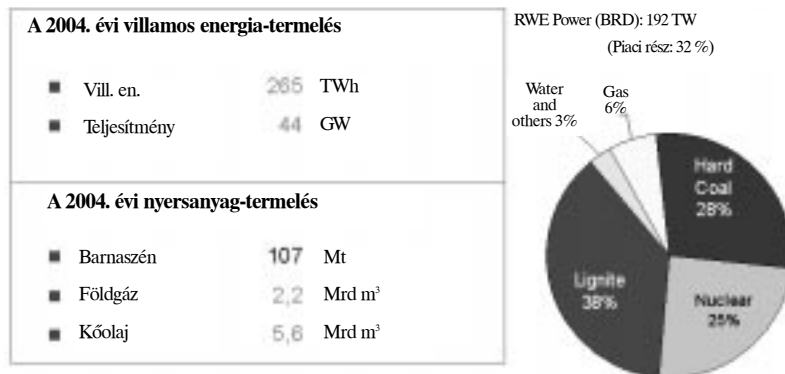 A 2004. évi villamos energia-termelés
Vill. en. 265 TWh
Teljesítmény 44 GW
A 2004. évi nyersanyag-termelés
Barnaszén 107 Mt
Földgáz 2,2 Mrd m³
Kőolaj 5,6 Mrd m³
RWE Power (BRD): 192 TW
(Piaci rész: 32 %)
Water
and
others 3%
Gas
6%
Hard
Coal
28%
Lignite
38%
Nuclear
25%